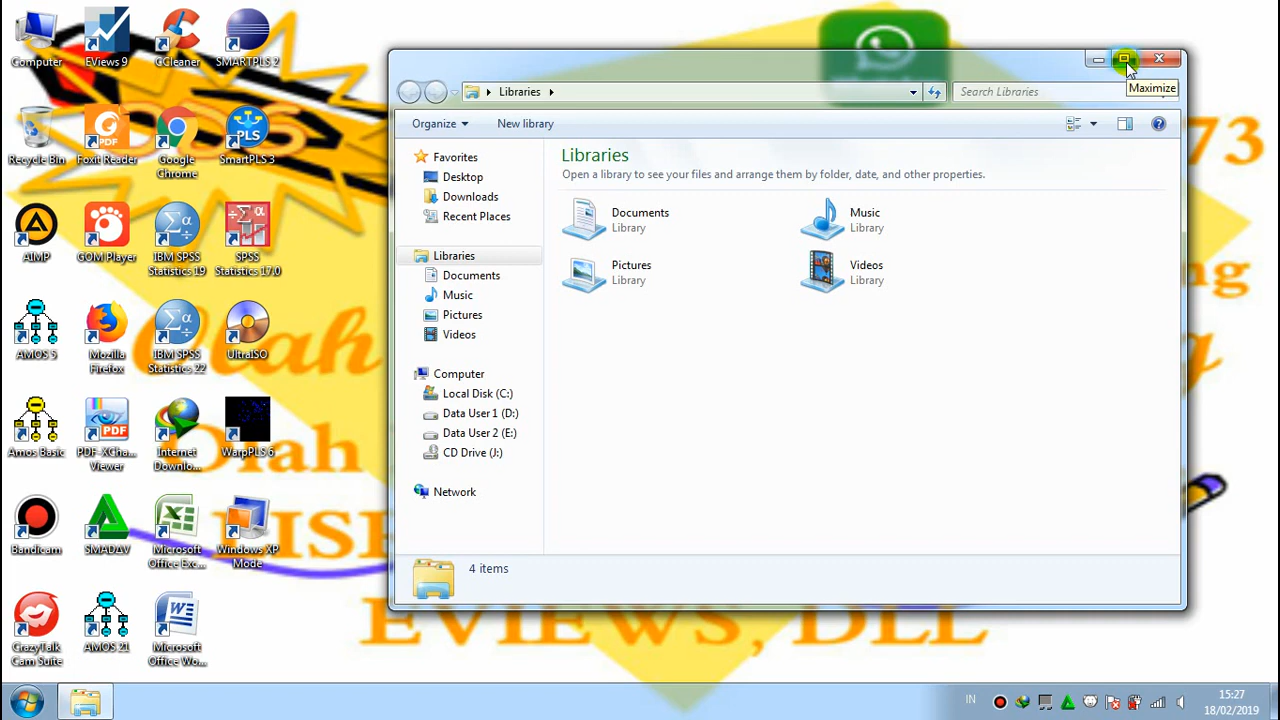 Computer
EViews 9
CCleaner
SMARTPLS 2
Recycle Bin
Foxit Reader
Google
Chrome
SmartPLS 3
AIMP
GOM Player
IBM SPSS
Statistics 19
SPSS
Statistics 17.0
AMOS 5
Mozilla
Firefox
IBM SPSS
Statistics 22
UltraISO
Amos Basic
PDF-XCha...
Viewer
Internet
Downlo...
WarpPLS 6
Bandicam
SMADΔV
Microsoft
Office Exc...
Windows XP
Mode
CrazyTalk
Cam Suite
AMOS 21
Microsoft
Office Wo...
Libraries
Search Libraries
Maximize
Organize
New library
Favorites
Desktop
Downloads
Recent Places
Libraries
Documents
Music
Pictures
Videos
Computer
Local Disk (C:)
Data User 1 (D:)
Data User 2 (E:)
CD Drive (J:)
Network
Libraries
Open a library to see your files and arrange them by folder, date, and other properties.
Documents
Library
Music
Library
Pictures
Library
Videos
Library
4 items
73
Olah
Olah
EVIEWS, DLL
IN
15:27
18/02/2019